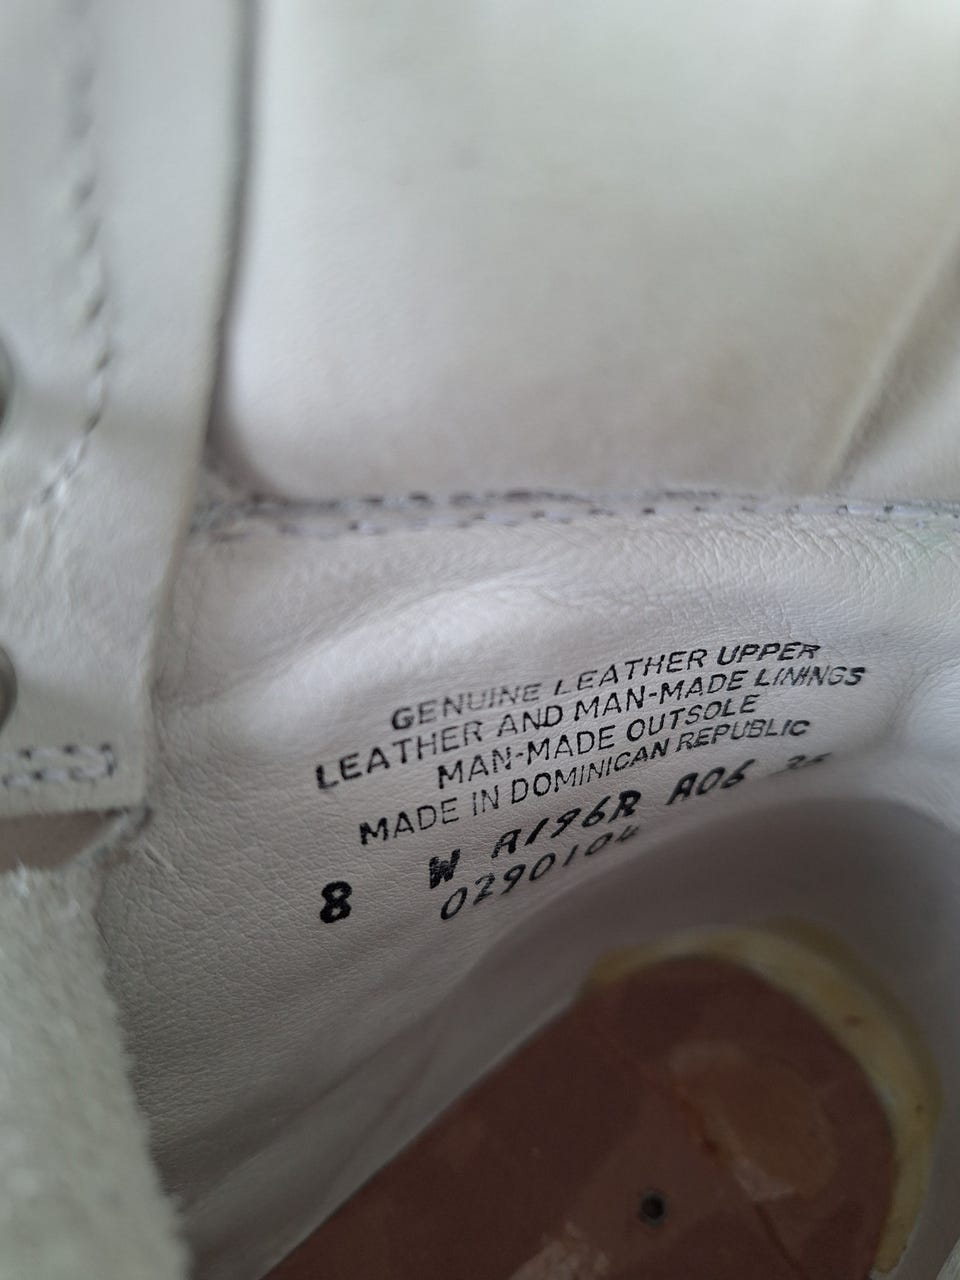 GENUINE LEATHER UPPER
LEATHER AND MAN-MADE LININGS
MAN-MADE OUTSOLE
MADE IN DOMINICAN REPUBLIC
8 W A196R A06
0290104